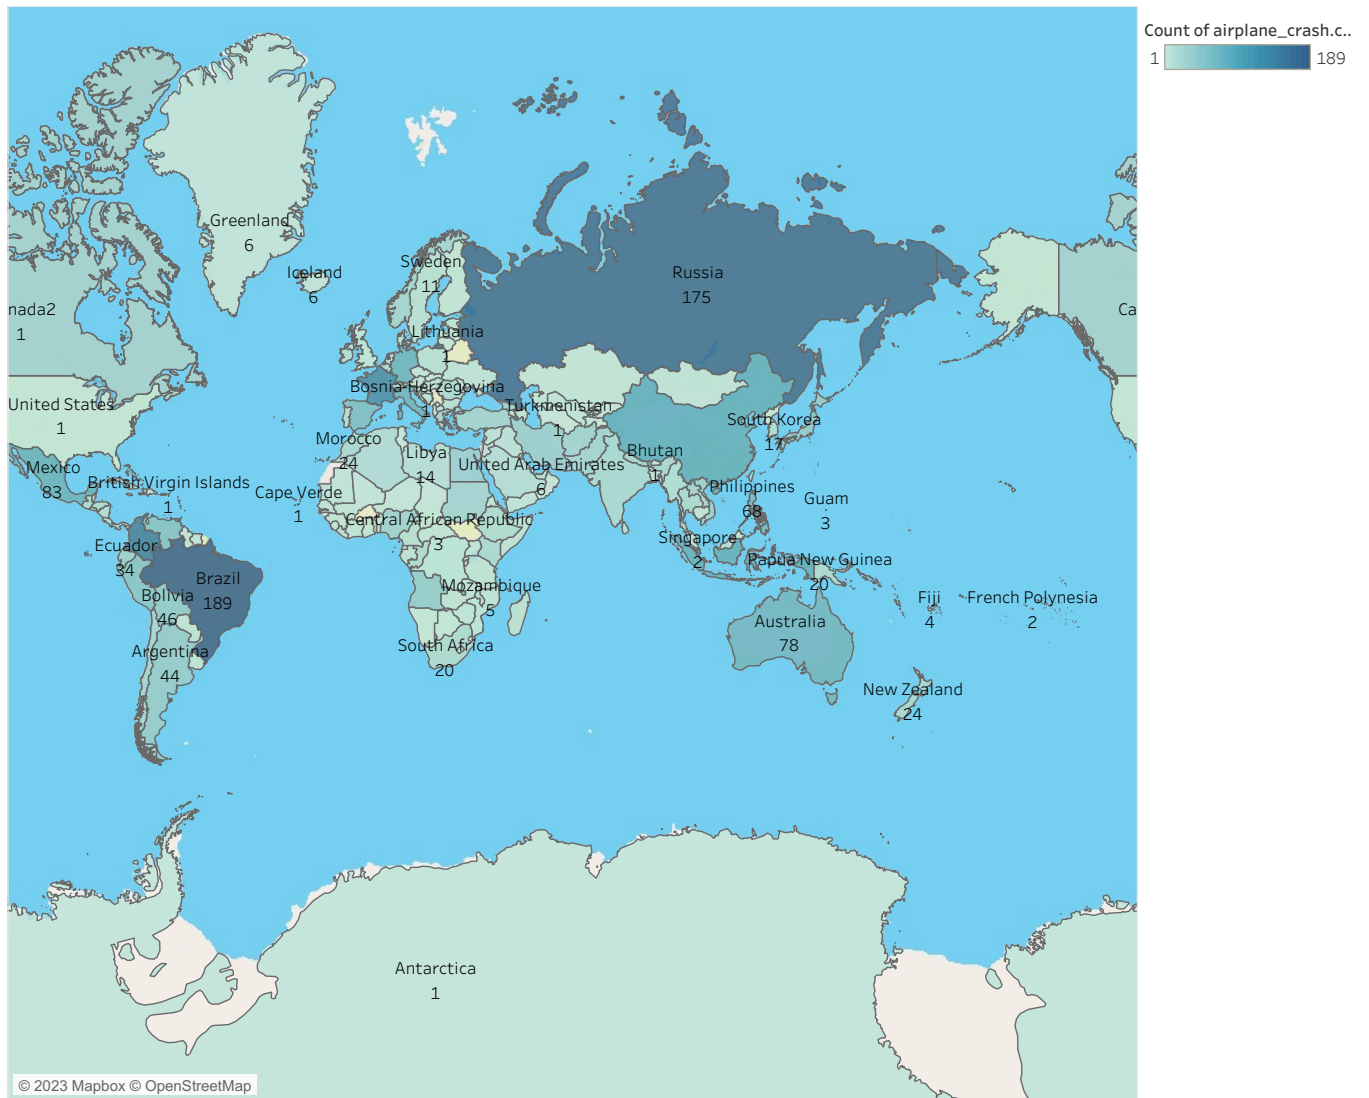 Count of airplane_crash.c..
1
189
Greenland
6
Iceland
6
Sweden
11
Russia
175
nada2
1
Ca
Lithuania
1
Bosnia-Herzegovina
1
United States
1
Turkmenistan
1
South Korea
17
Morocco
24
Libya
14
Bhutan
1
Mexico
83
United Arab Emirates
6
British Virgin Islands
1
Cape Verde
1
Philippines
68
Guam
3
Central African Republic
3
Ecuador
34
Singapore
2
Papua New Guinea
20
Brazil
189
Bolivia
46
Mozambique
5
Fiji
4
French Polynesia
2
Australia
78
Argentina
44
South Africa
20
New Zealand
24
Antarctica
1
© 2023 Mapbox © OpenStreetMap